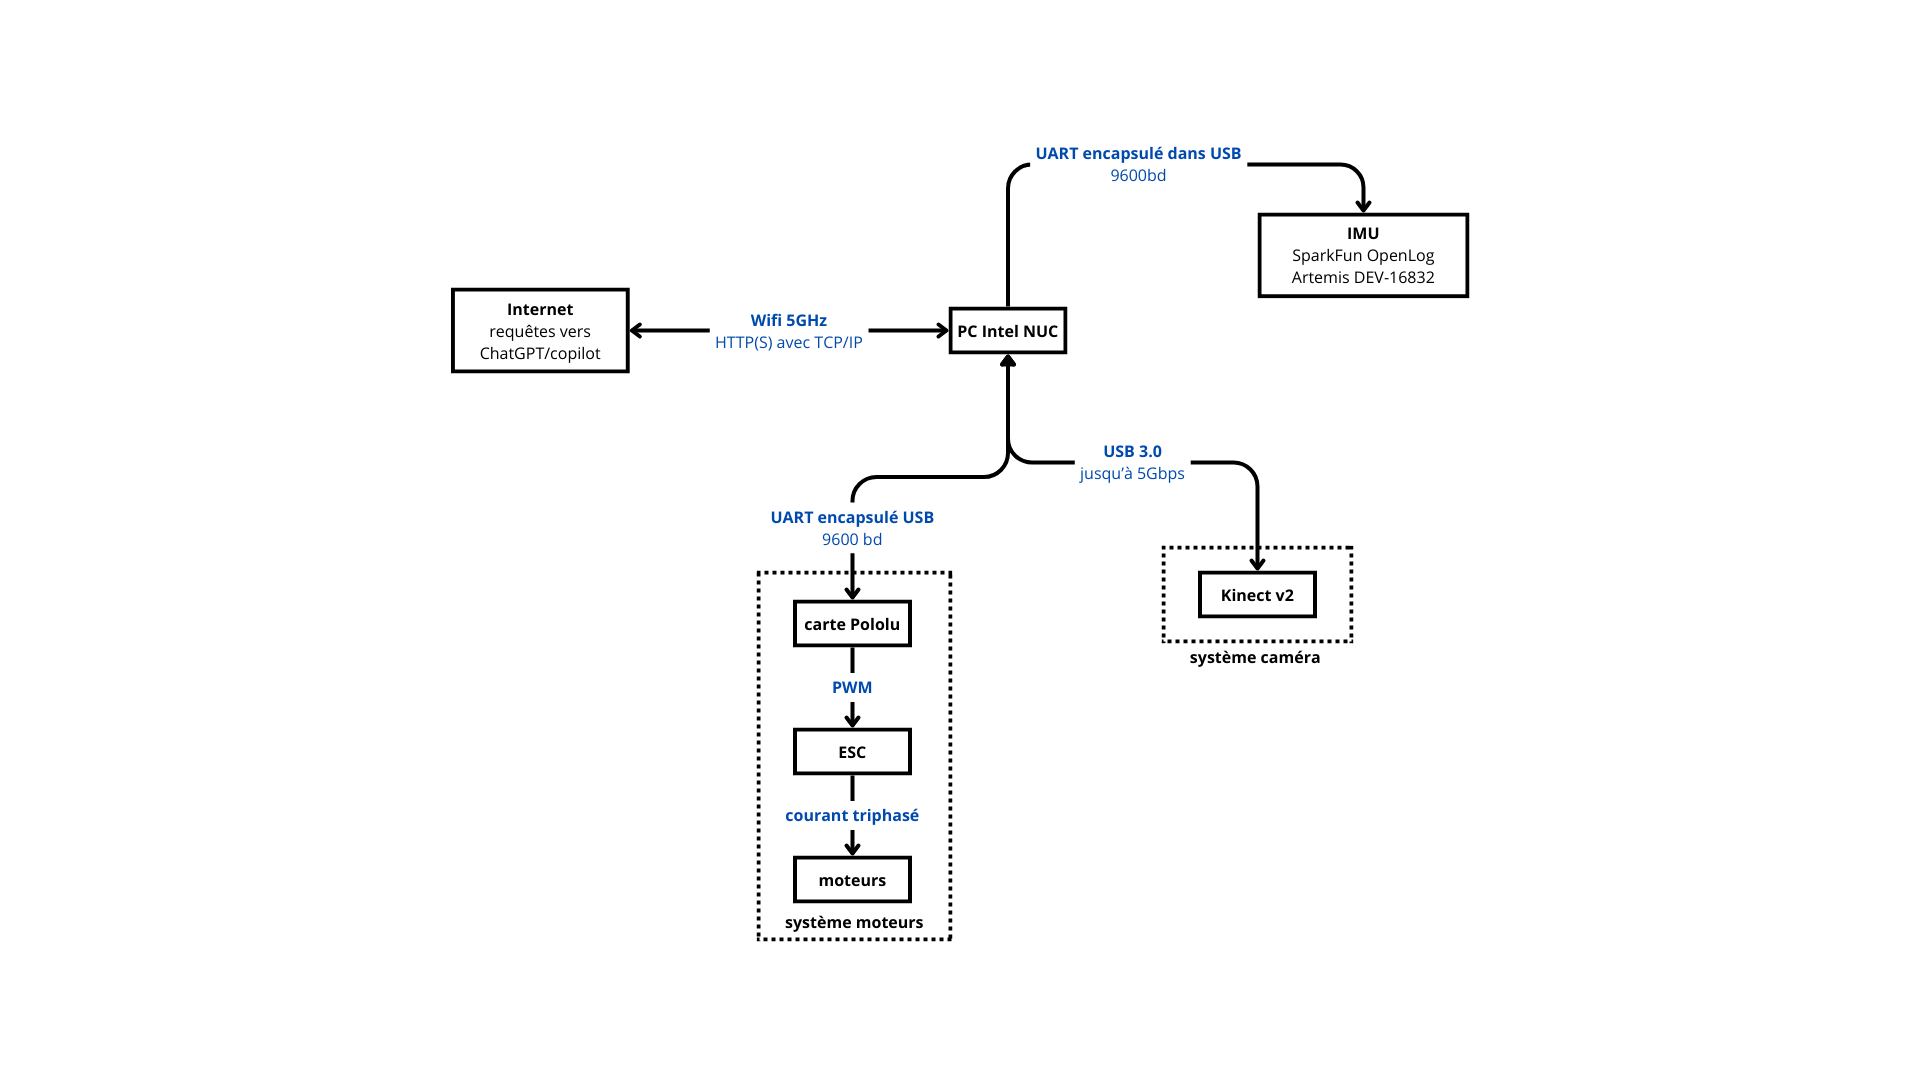 UART encapsulé dans USB
9600bd
IMU
SparkFun OpenLog
Artemis DEV-16832
Internet
requêtes vers
ChatGPT/copilot
Wifi 5GHz
HTTP(S) avec TCP/IP
PC Intel NUC
USB 3.0
jusqu'à 5Gbps
UART encapsulé USB
9600 bd
carte Pololu
Kinect v2
système caméra
PWM
ESC
courant triphasé
moteurs
système moteurs